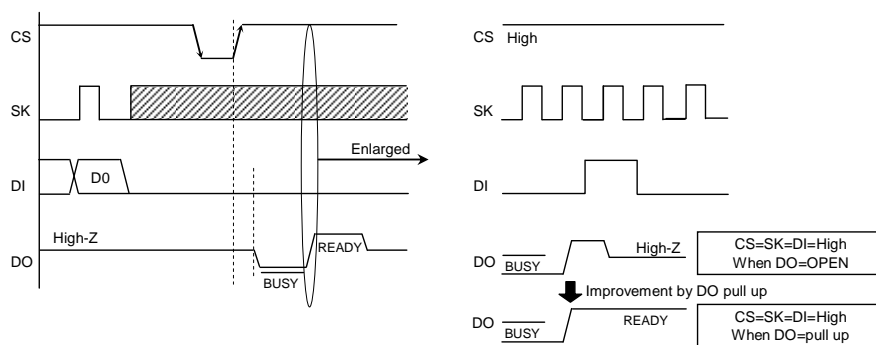 CS
SK
DI
D0
High-Z
DO
BUSY
READY
Enlarged
CS
High
SK
DI
DO
BUSY
High-Z
CS=SK=DI=High
When DO=OPEN
Improvement by DO pull up
DO
BUSY
READY
CS=SK=DI=High
When DO=pull up